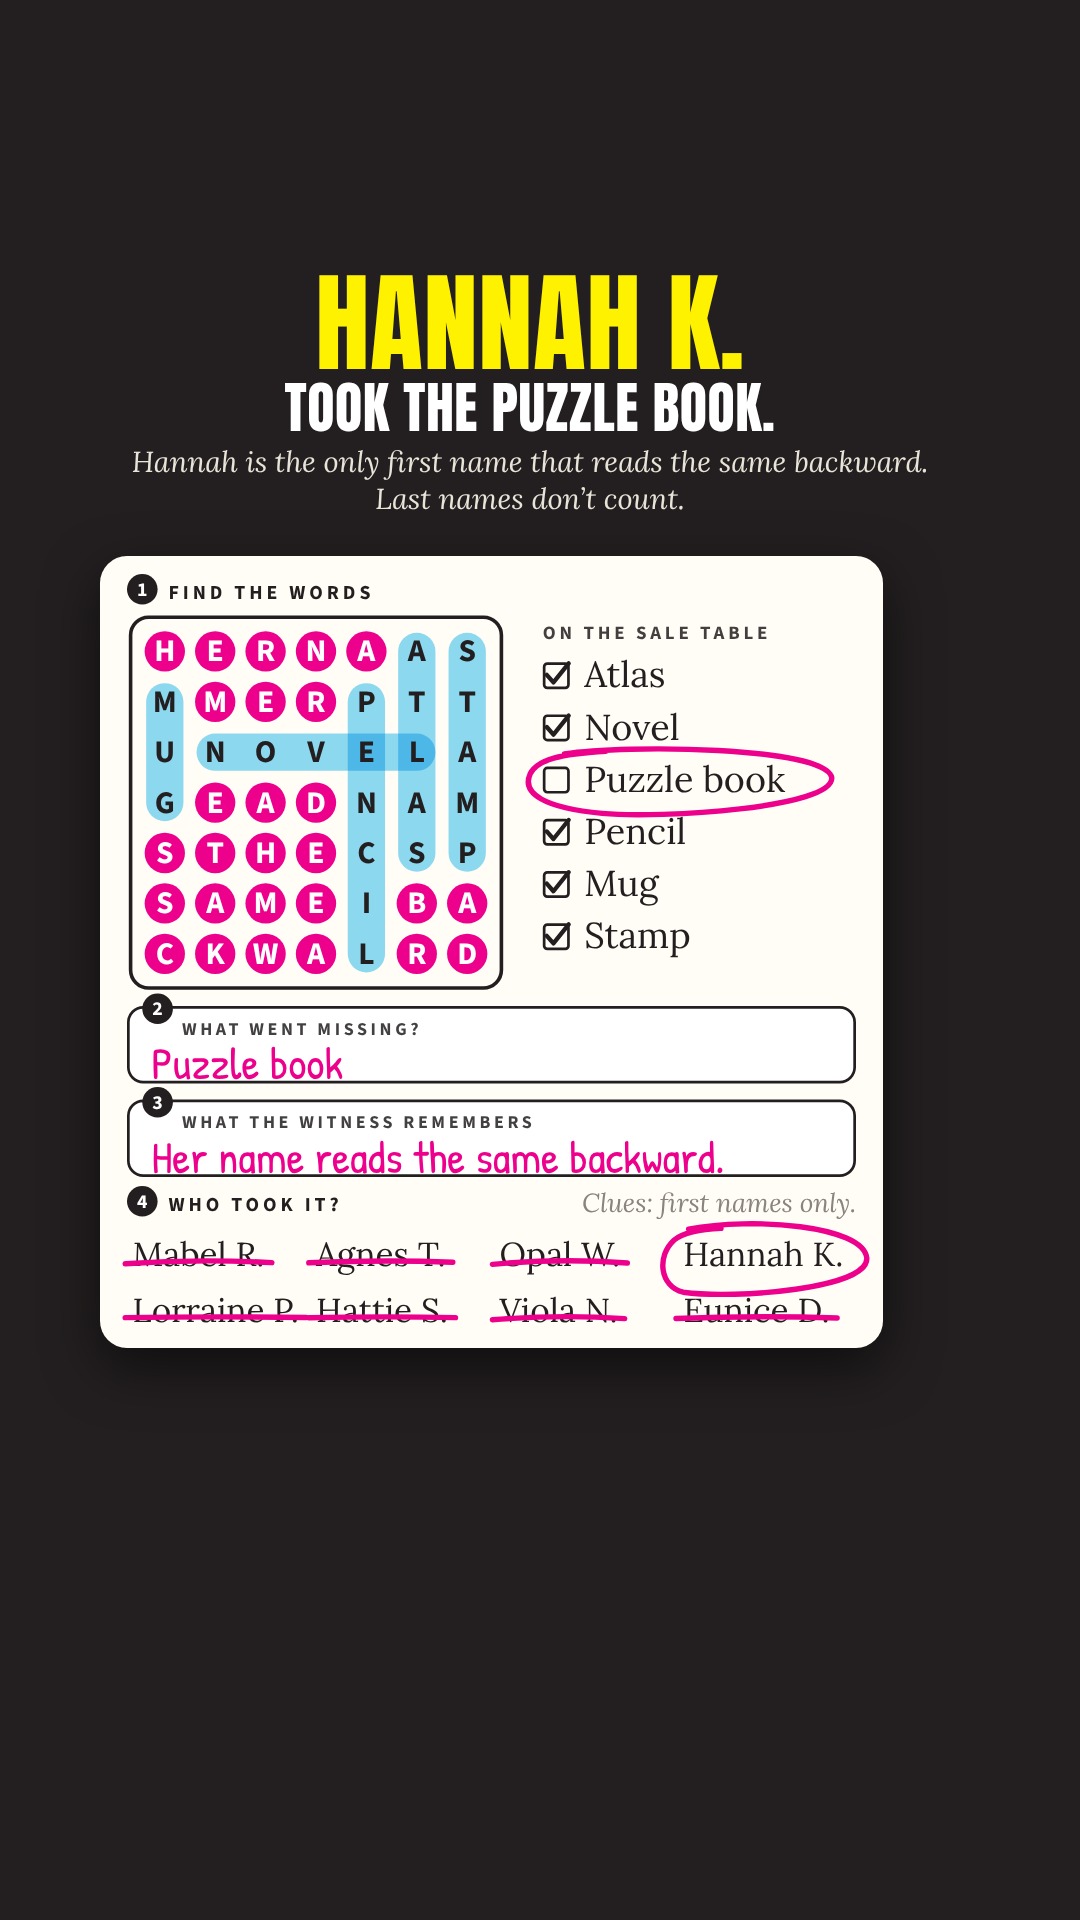 HANNAH K.
TOOK THE PUZZLE BOOK.
Hannah is the only first name that reads the same backward.
Last names don’t count.
1 FIND THE WORDS
H E R N A A S
M M E R P T T
U N O V E L A
G E A D N A M
S T H E C S P
S A M E I B A
C K W A L R D
ON THE SALE TABLE
Atlas
Novel
Puzzle book
Pencil
Mug
Stamp
2 WHAT WENT MISSING?
Puzzle book
3 WHAT THE WITNESS REMEMBERS
Her name reads the same backward.
4 WHO TOOK IT?
Clues: first names only.
Mabel R. Agnes T. Opal W. Hannah K.
Lorraine P. Hattie S. Viola N. Eunice D.